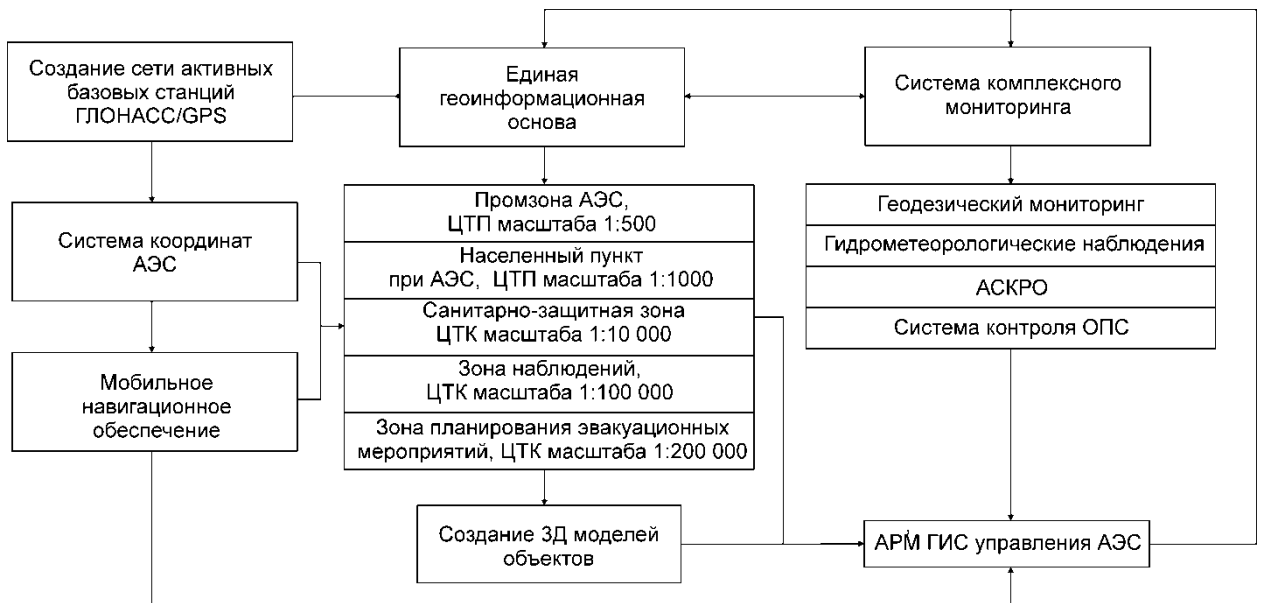 Создание сети активных
базовых станций
ГЛОНАСС/GPS
Единая
геоинформационная
основа
Система комплексного
мониторинга
Система координат
АЭС
Мобильное
навигационное
обеспечение
Промзона АЭС,
ЦТП масштаба 1:500
Населенный пункт
при АЭС, ЦТП масштаба 1:1000
Санитарно-защитная зона
ЦТК масштаба 1:10 000
Зона наблюдений,
ЦТК масштаба 1:100 000
Зона планирования эвакуационных
мероприятий, ЦТК масштаба 1:200 000
Геодезический мониторинг
Гидрометеорологические наблюдения
АСКРО
Система контроля ОПС
Создание 3Д моделей
объектов
АРМ ГИС управления АЭС